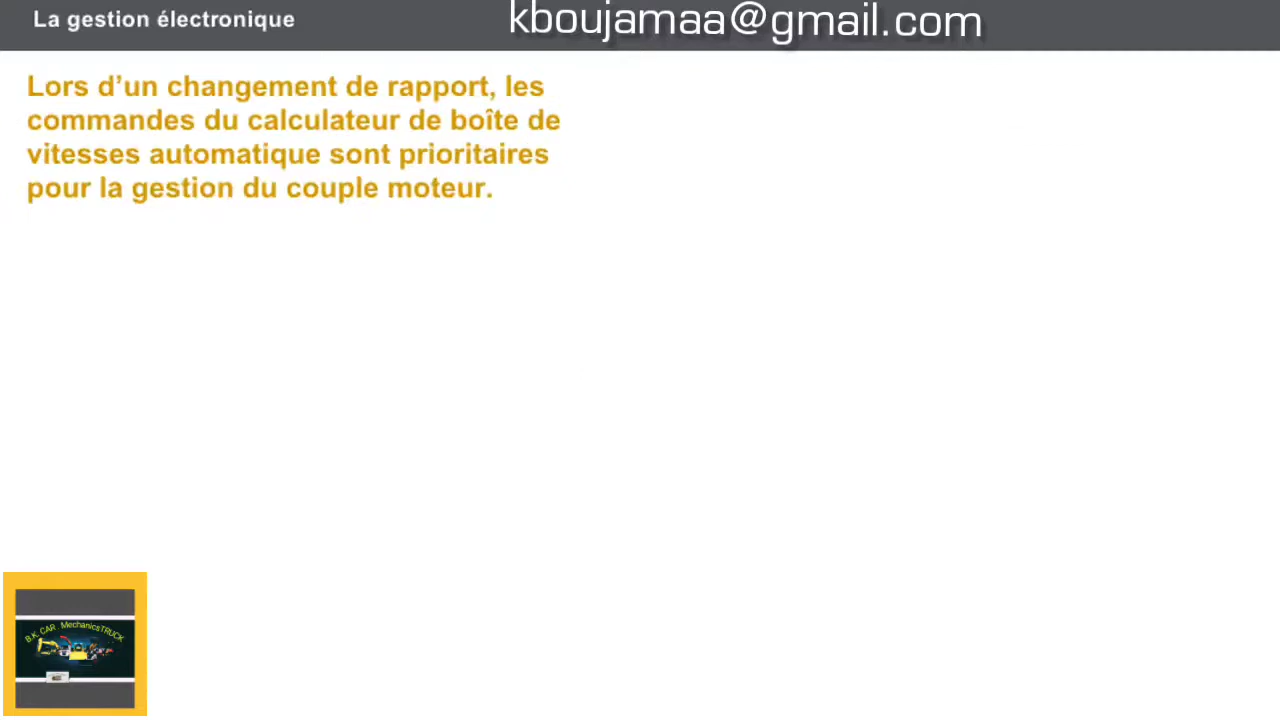 La gestion électronique
kboujamaa@gmail.com
Lors d’un changement de rapport, les
commandes du calculateur de boîte de
vitesses automatique sont prioritaires
pour la gestion du couple moteur.
B.K. CAR . MechanicsTRUCK